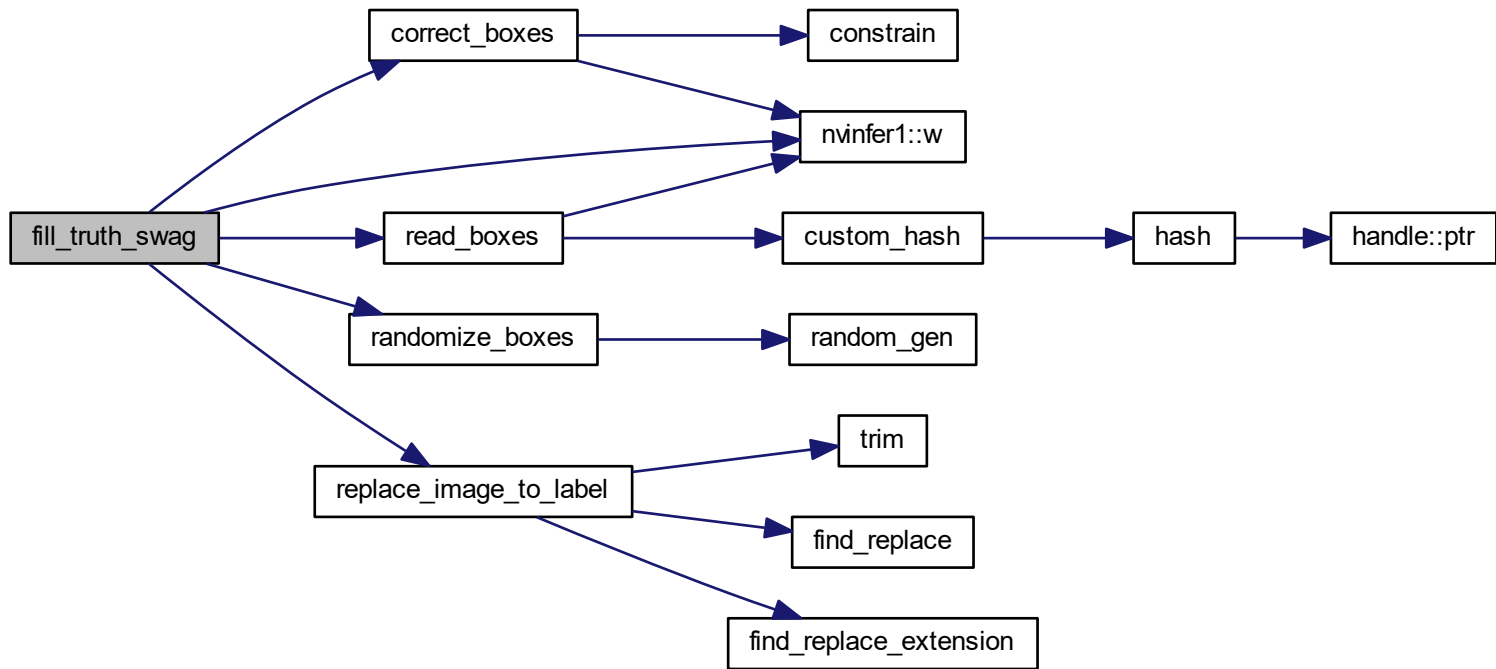 correct_boxes
constrain
nvinfer1::w
fill_truth_swag
read_boxes
custom_hash
hash
handle::ptr
randomize_boxes
random_gen
trim
replace_image_to_label
find_replace
find_replace_extension